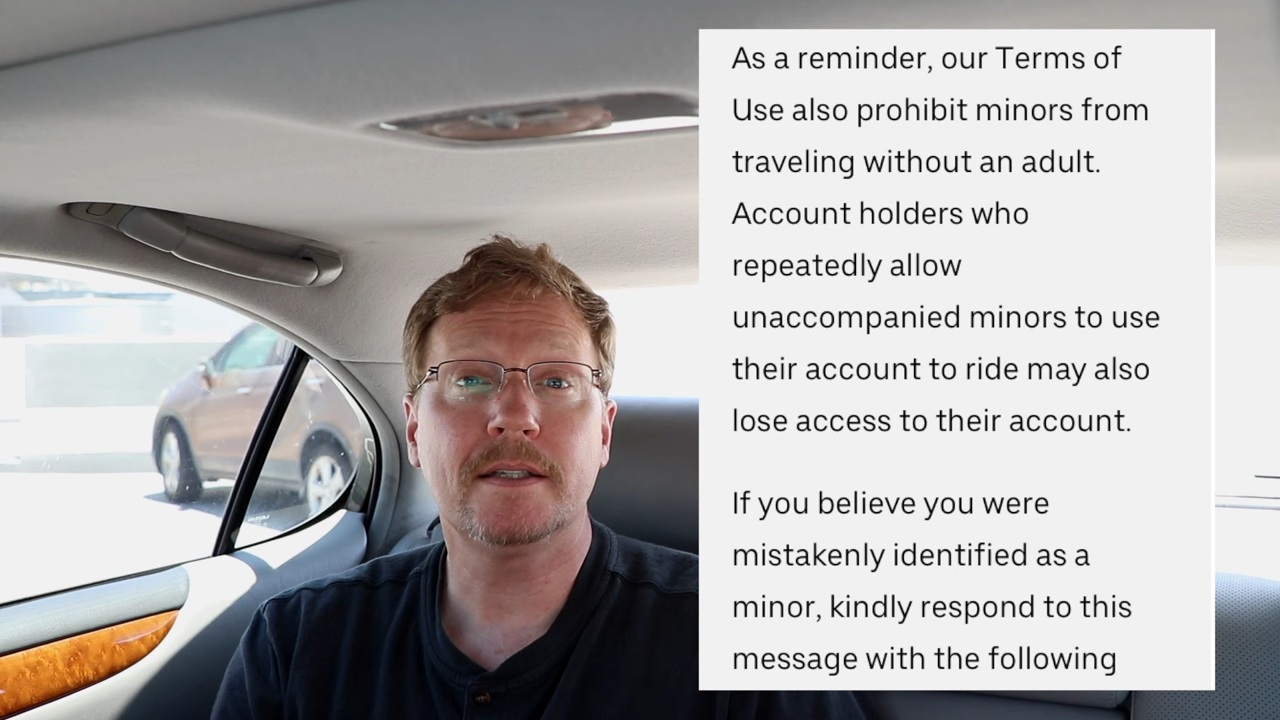 As a reminder, our Terms of
Use also prohibit minors from
traveling without an adult.
Account holders who
repeatedly allow
unaccompanied minors to use
their account to ride may also
lose access to their account.
If you believe you were
mistakenly identified as a
minor, kindly respond to this
message with the following